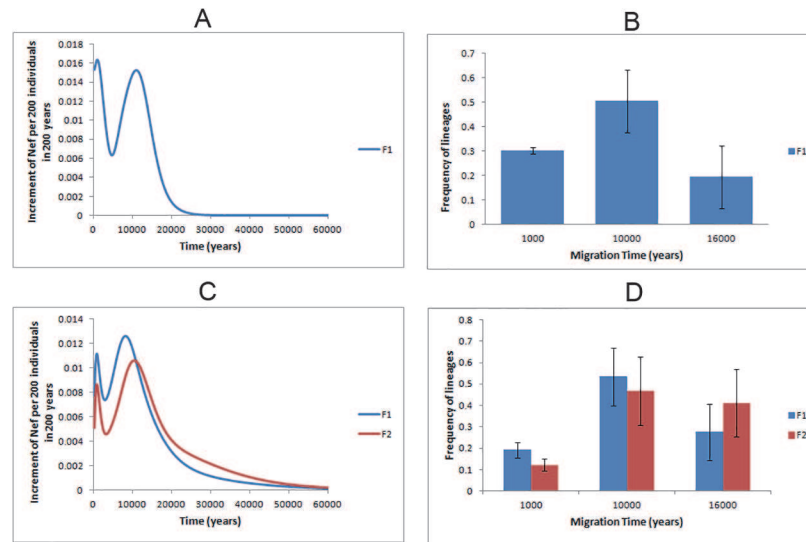 A
Increment of Nef per 200 individuals
in 200 years
0.018
0.016
0.014
0.012
0.01
0.008
0.006
0.004
0.002
0
0 10000 20000 30000 40000 50000 60000
Time (years)
F1
B
Frequency of lineages
0.7
0.6
0.5
0.4
0.3
0.2
0.1
0
1000 10000 16000
Migration Time (years)
F1
C
Increment of Nef per 200 individuals
in 200 years
0.014
0.012
0.01
0.008
0.006
0.004
0.002
0
0 10000 20000 30000 40000 50000 60000
Time (years)
F1
F2
D
Frequency of lineages
0.8
0.7
0.6
0.5
0.4
0.3
0.2
0.1
0
1000 10000 16000
Migration Time (years)
F1
F2